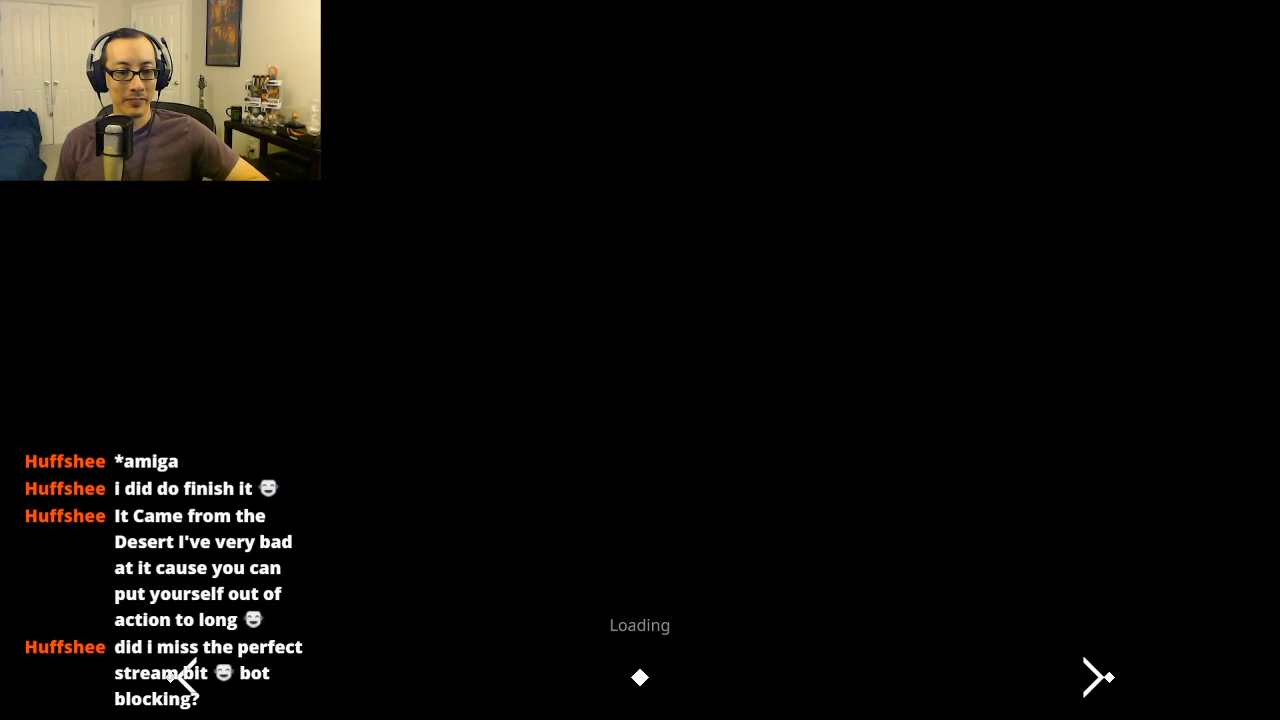 Huffshee *amiga
Huffshee i did do finish it
Huffshee It Came from the
Desert I've very bad
at it cause you can
put yourself out of
action to long
Huffshee did i miss the perfect
stream bit bot
blocking?
Loading